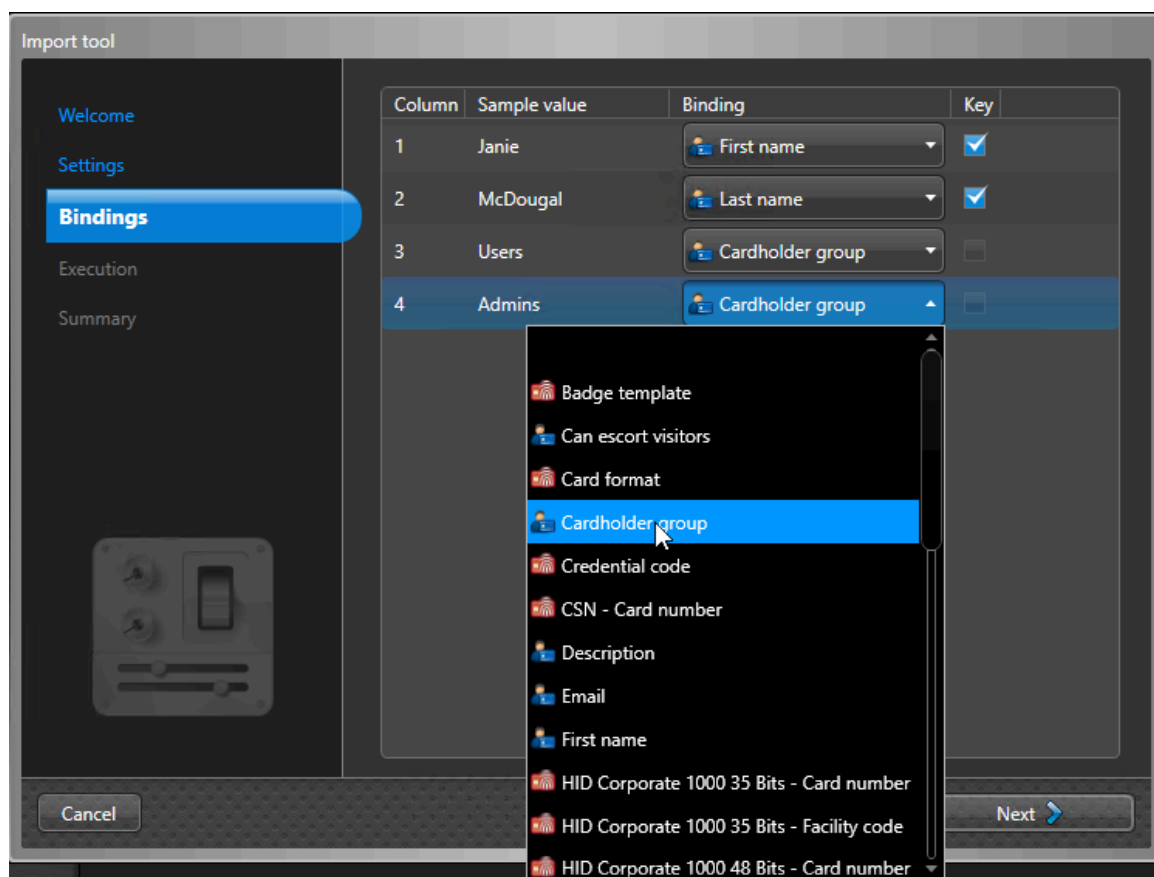 Import tool
Welcome
Settings
Bindings
Execution
Summary
Column Sample value Binding Key
1 Janie First name
2 McDougal Last name
3 Users Cardholder group
4 Admins Cardholder group
Badge template
Can escort visitors
Card format
Cardholder group
Credential code
CSN - Card number
Description
Email
First name
HID Corporate 1000 35 Bits - Card number
HID Corporate 1000 35 Bits - Facility code
HID Corporate 1000 48 Bits - Card number
Cancel
Next